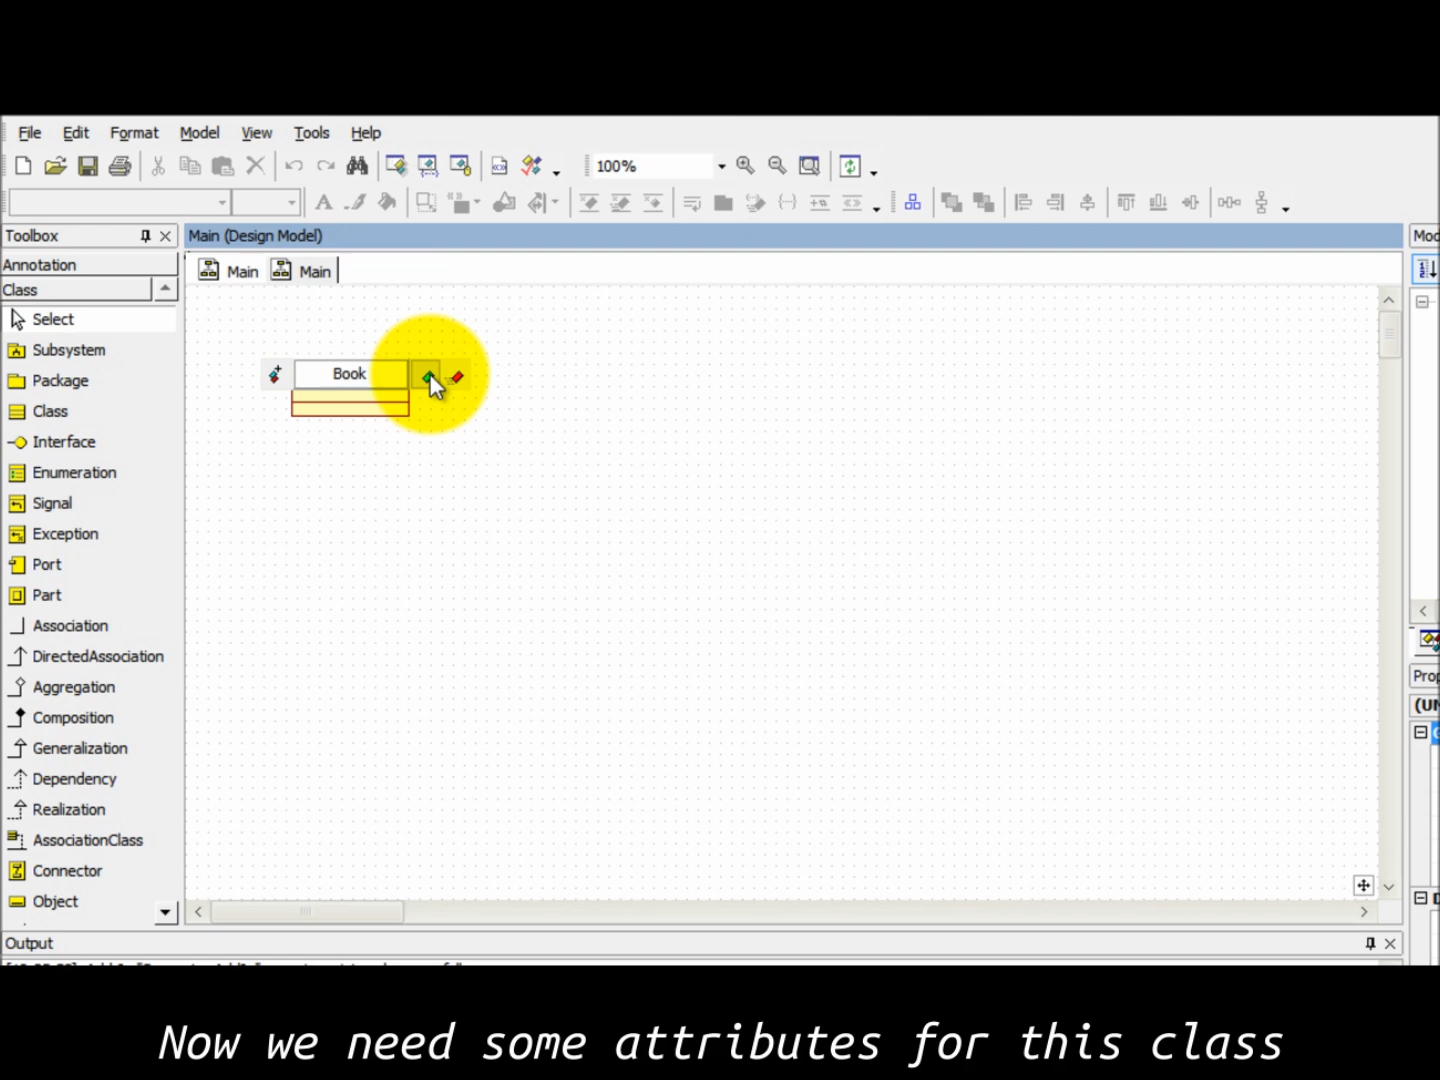 File Edit Format Model View Tools Help
100%
Toolbox
Main (Design Model)
Mod
Annotation
Main Main
Class
Select
Subsystem
Package
Class
Interface
Enumeration
Signal
Exception
Port
Part
Association
DirectedAssociation
Aggregation
Composition
Generalization
Dependency
Realization
AssociationClass
Connector
Object
Book
Prop
(UN
Output
Now we need some attributes for this class